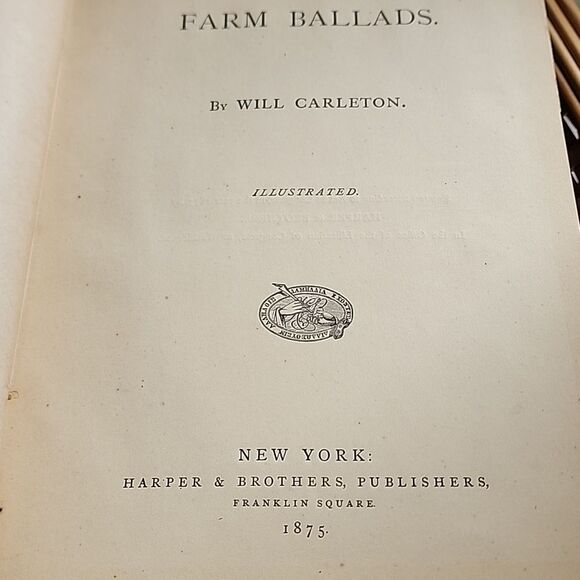 FARM BALLADS.
By WILL CARLETON.
ILLUSTRATED.
NEW YORK:
HARPER & BROTHERS, PUBLISHERS,
FRANKLIN SQUARE.
1875.